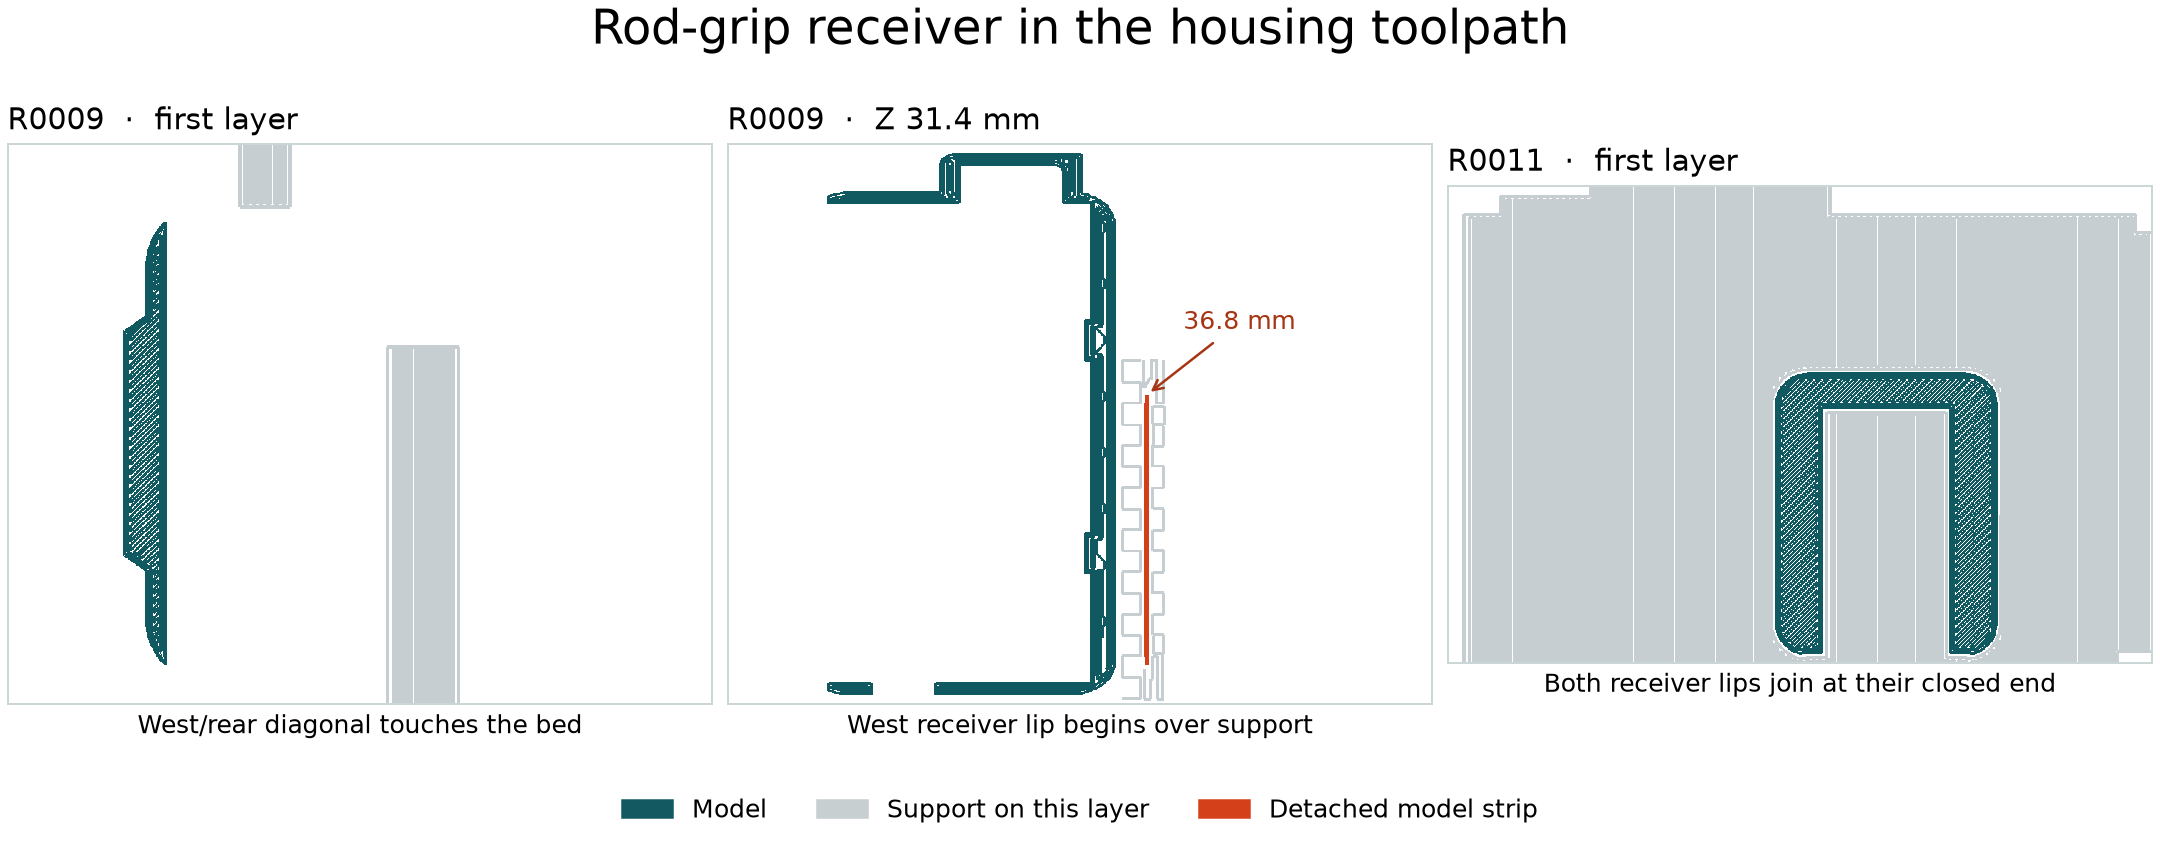 Rod-grip receiver in the housing toolpath
R0009 · first layer
R0009 · Z 31.4 mm
R0011 · first layer
36.8 mm
Both receiver lips join at their closed end
West/rear diagonal touches the bed
West receiver lip begins over support
Model
Support on this layer
Detached model strip